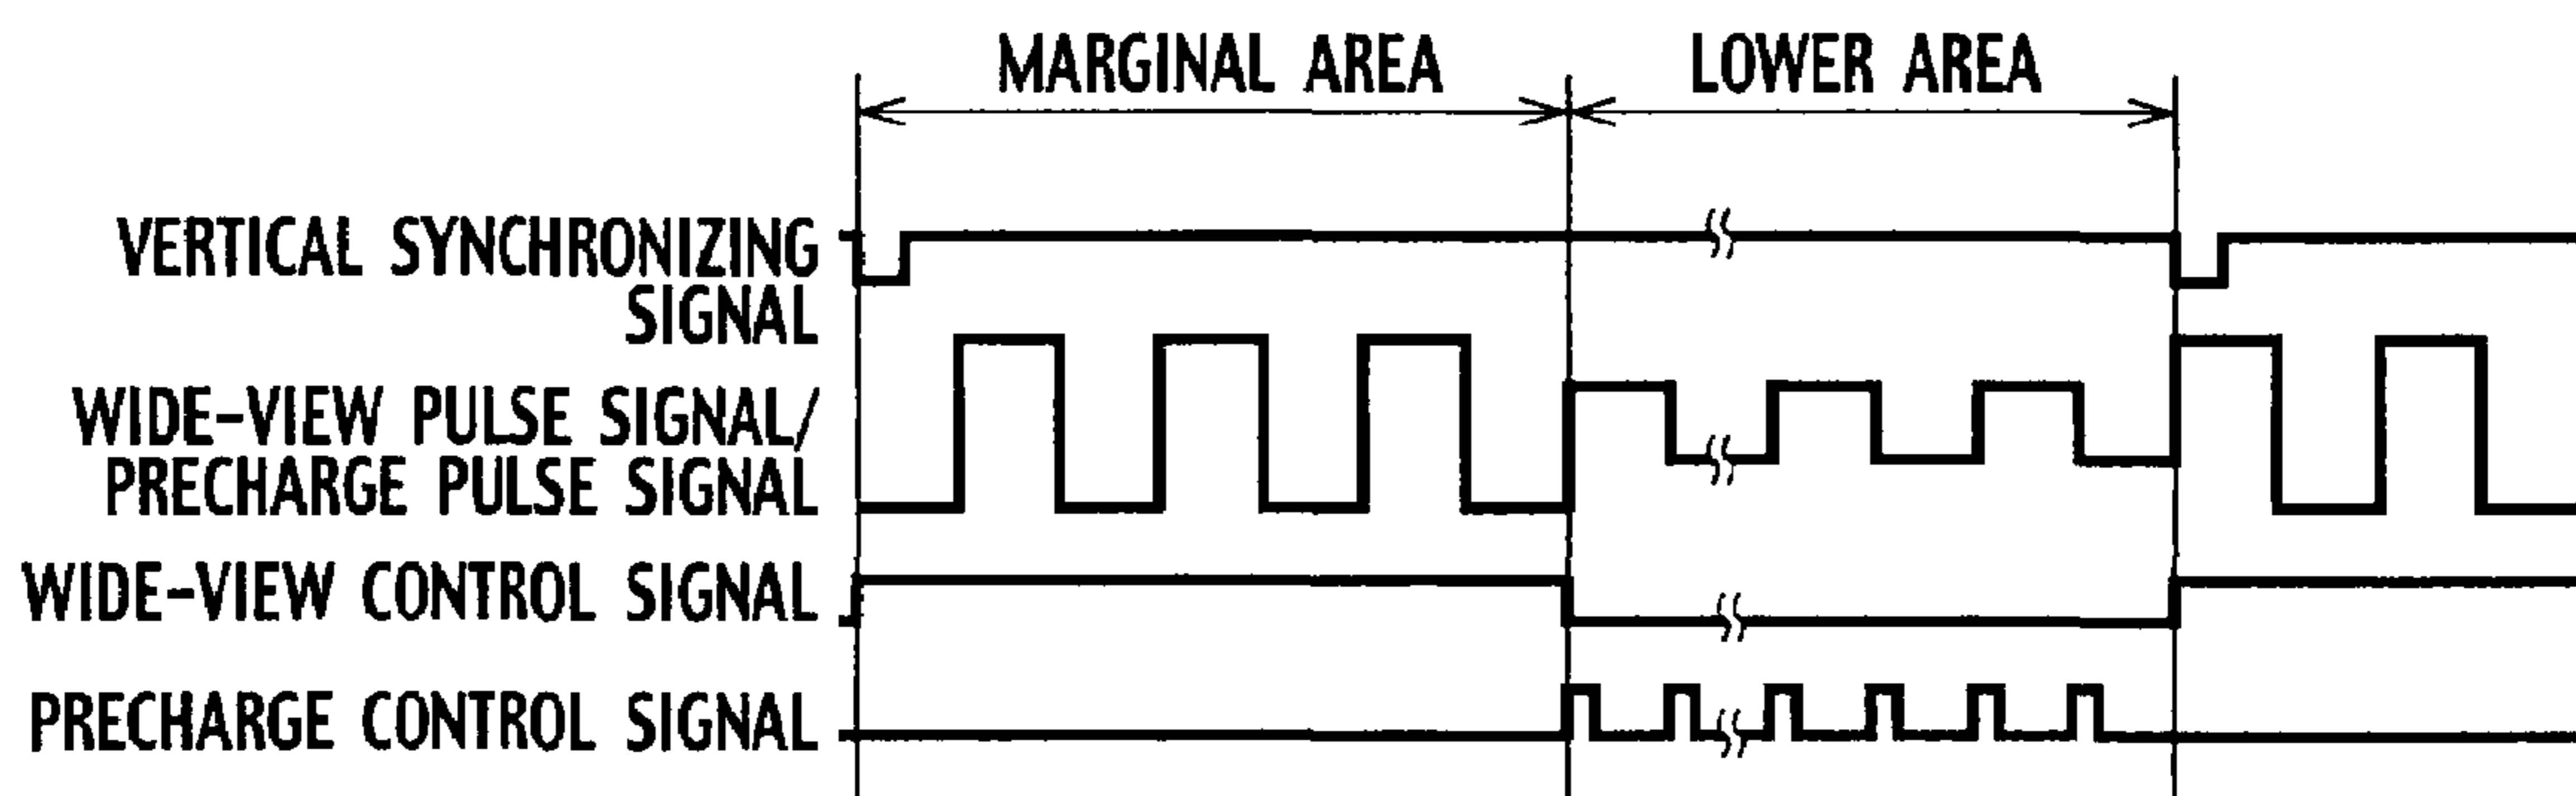 MARGINAL AREA
LOWER AREA
VERTICAL SYNCHRONIZING
SIGNAL
WIDE-VIEW PULSE SIGNAL/
PRECHARGE PULSE SIGNAL
WIDE-VIEW CONTROL SIGNAL
PRECHARGE CONTROL SIGNAL